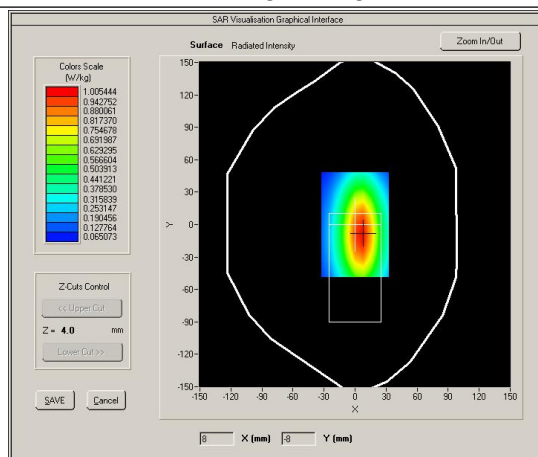 SAR Visualisation Graphical Interface
Surface Radiated Intensity
Zoom In/Out
Colors Scale
(W/kg)
1.005444
0.942752
0.880061
0.817370
0.754678
0.691987
0.629295
0.566604
0.503913
0.441221
0.378530
0.315839
0.253147
0.190456
0.127764
0.065073
150-
120-
90-
60-
30-
0-
-30-
-60-
-90-
-120-
-150-
Y
-150 -120 -90 -60 -30 0 30 60 90 120 150
X
Z-Cuts Control
<< Upper Cut
Z = 4.0 mm
Lower Cut >>
SAVE Cancel
8 X (mm) -8 Y (mm)